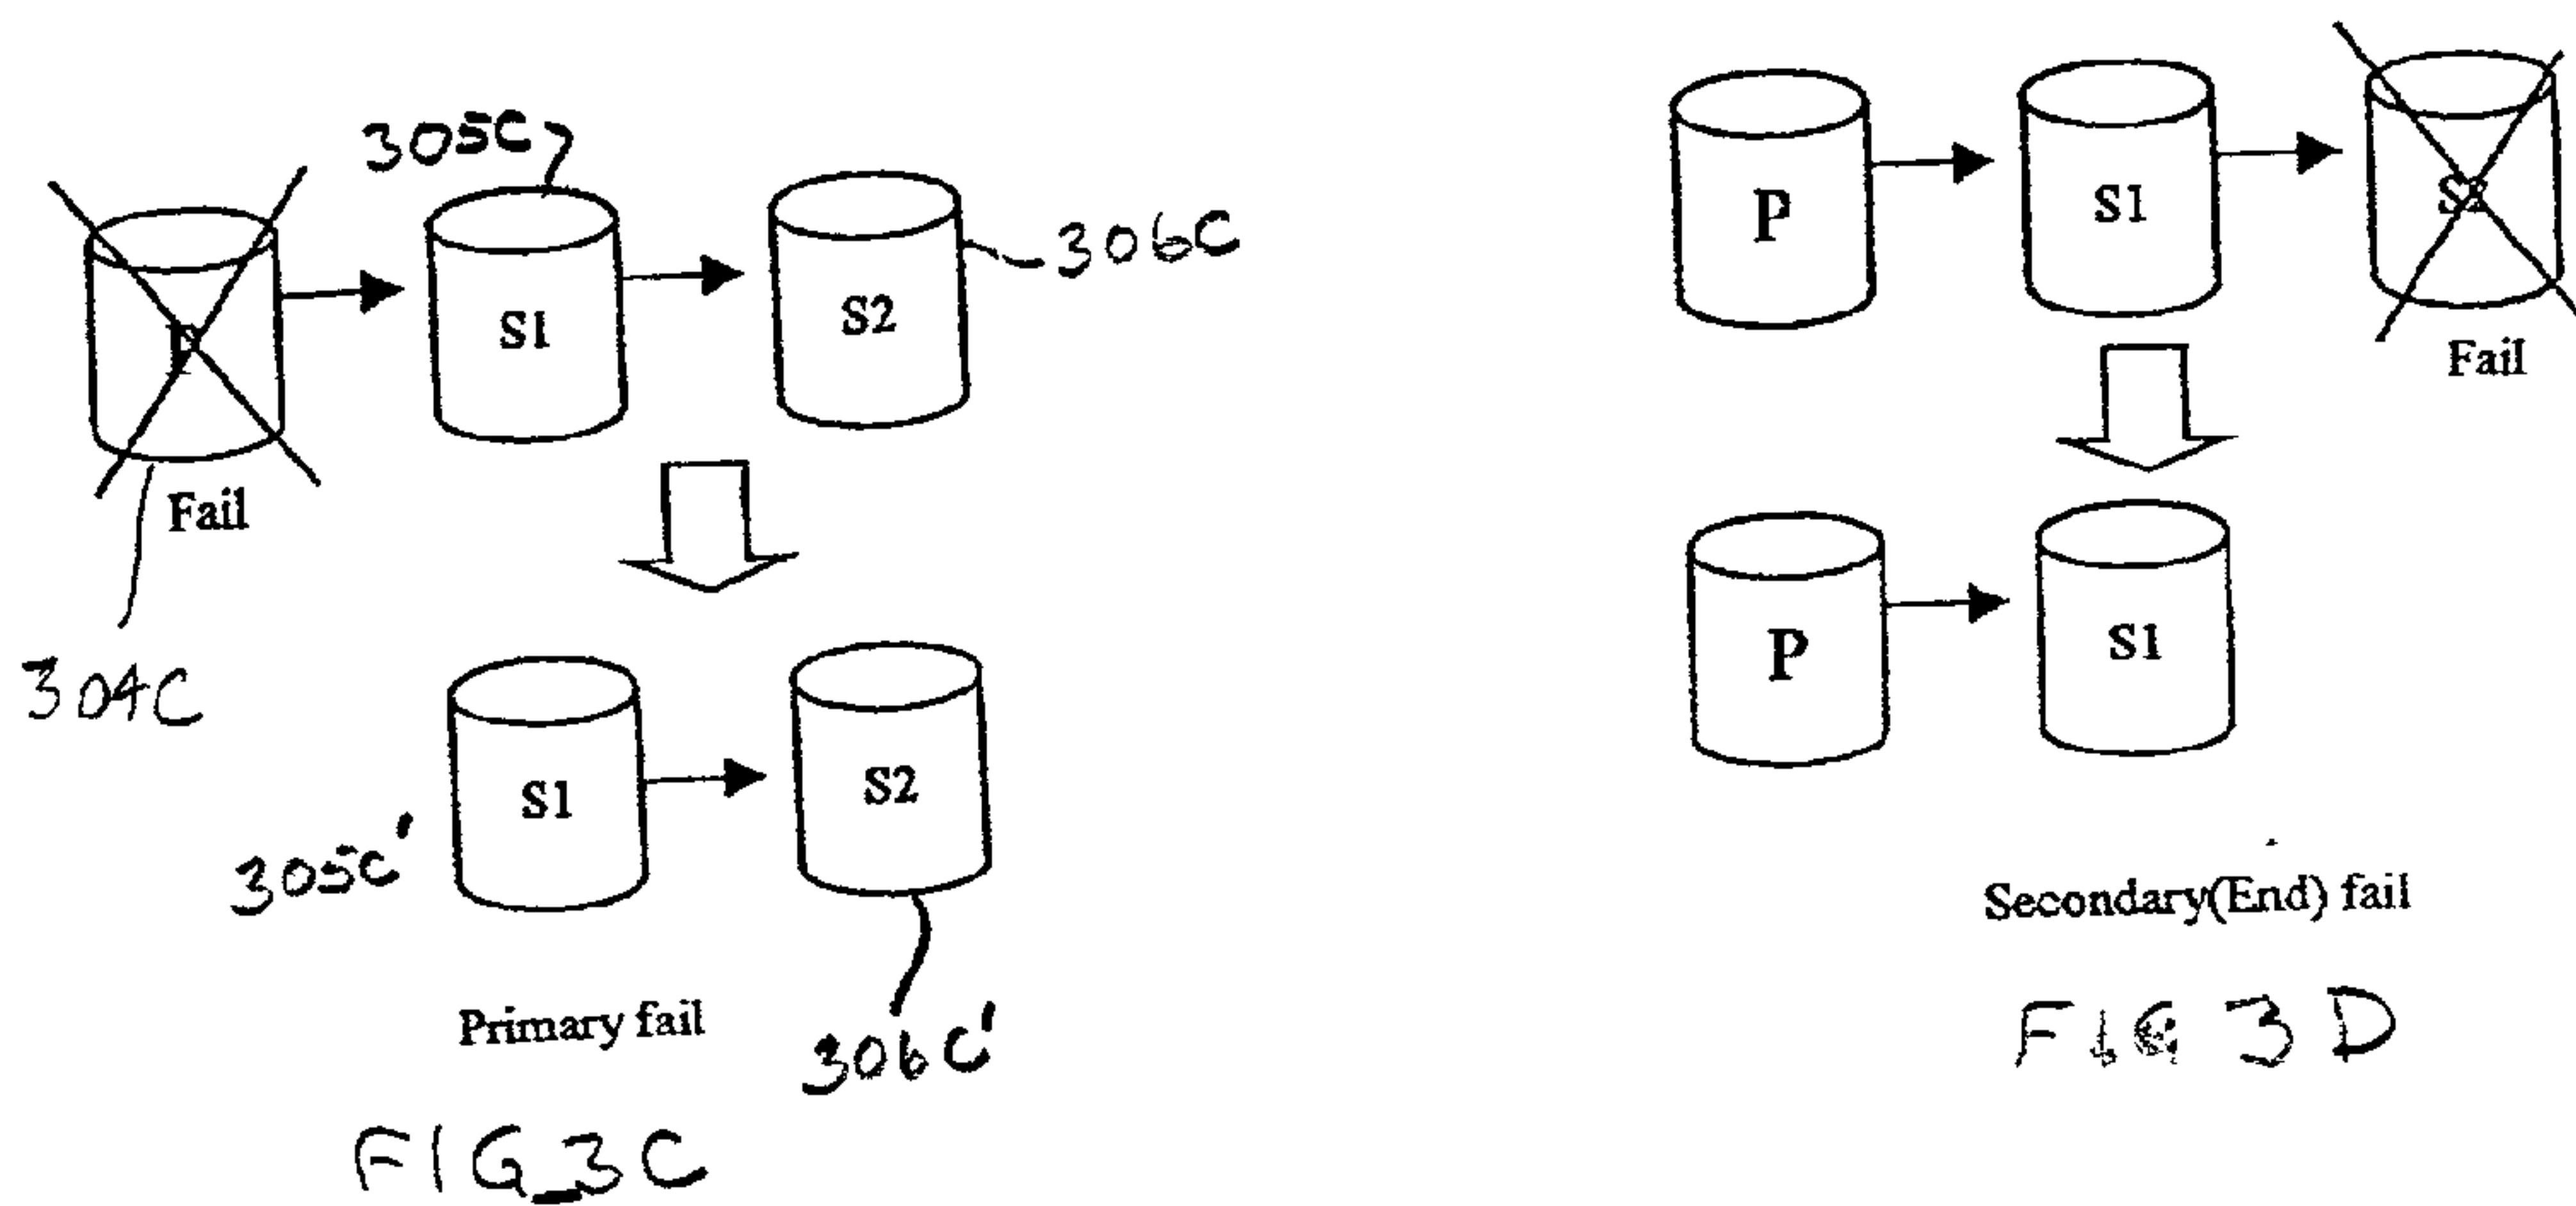 305C
S1
S2
306C
Fail
304C
S1
S2
305C'
306C'
Primary fail
FIG_3C
P
S1
Fail
P
S1
Secondary(End) fail
FIG 3D